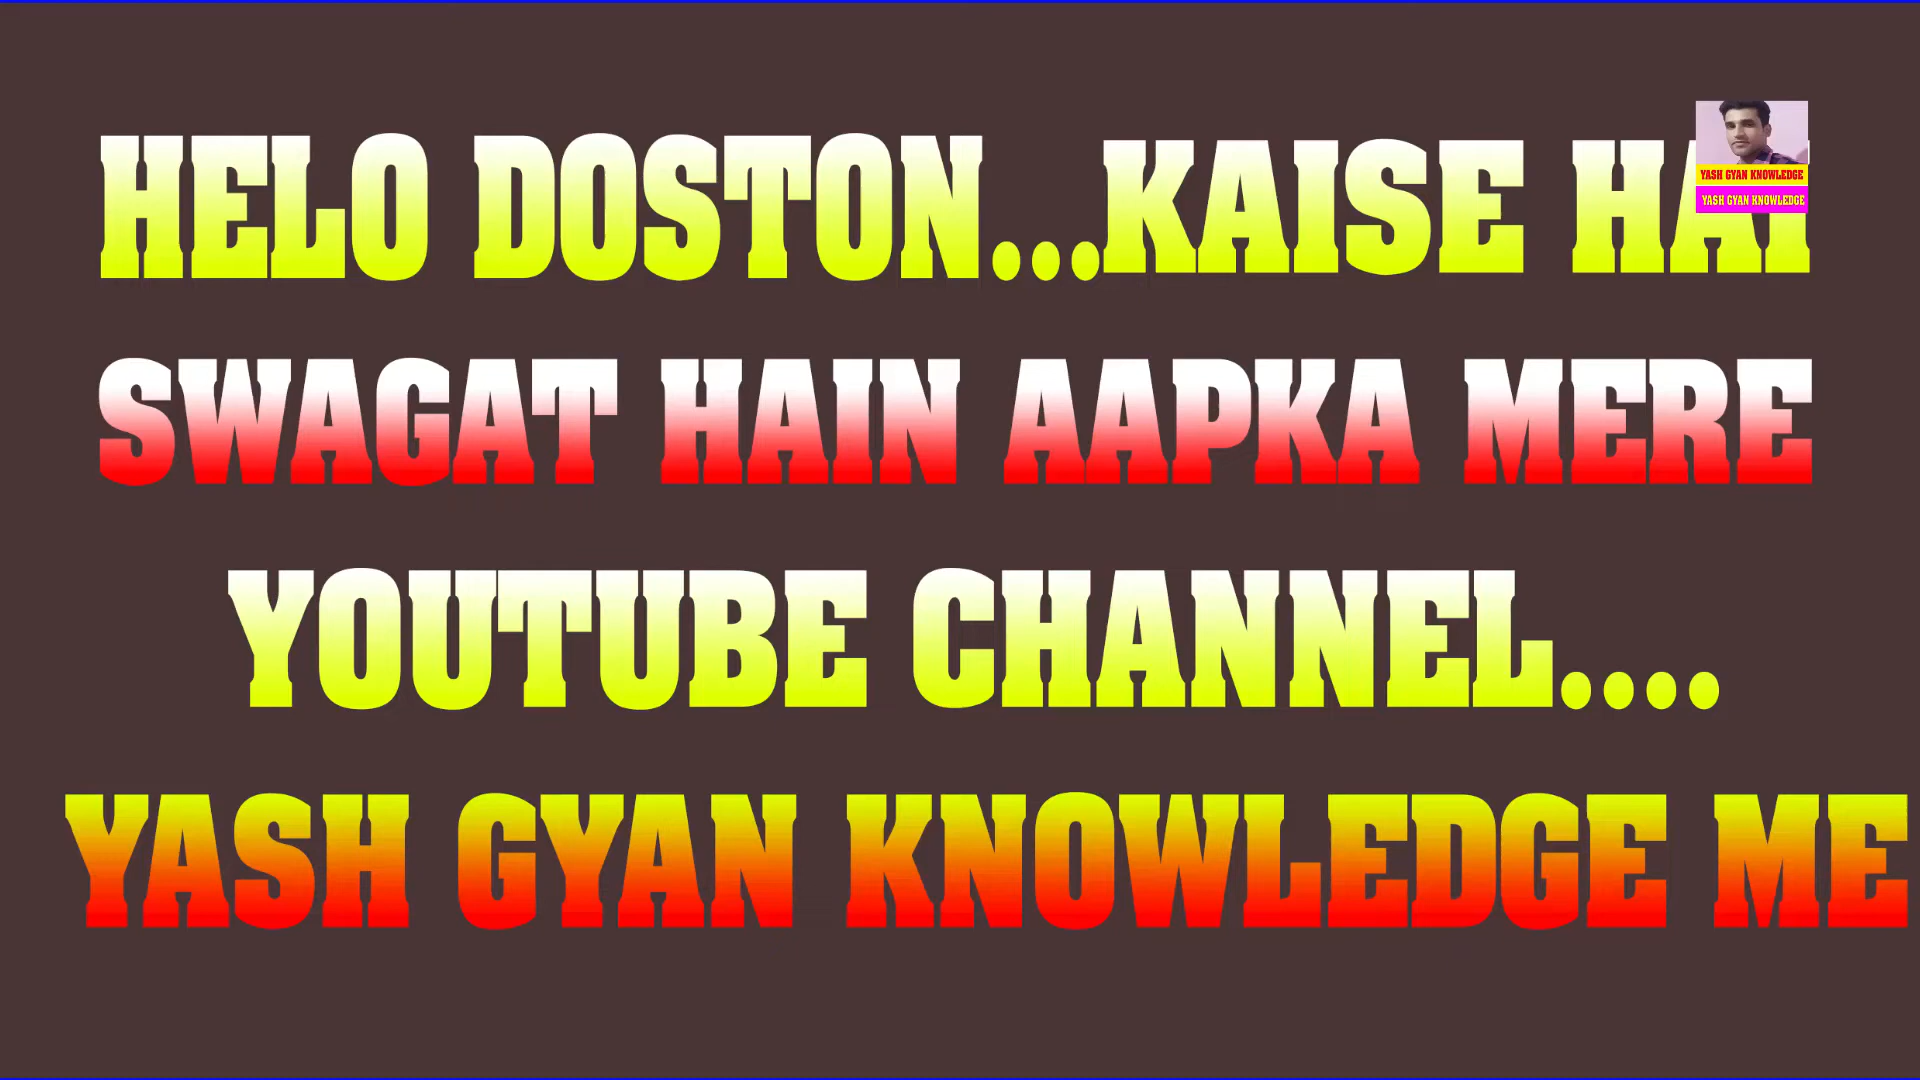 HELO DOSTON...KAISE HAI
YASH GYAN KNOWLEDGE
YASH GYAN KNOWLEDGE
SWAGAT HAIN AAPKA MERE
YOUTUBE CHANNEL....
YASH GYAN KNOWLEDGE ME